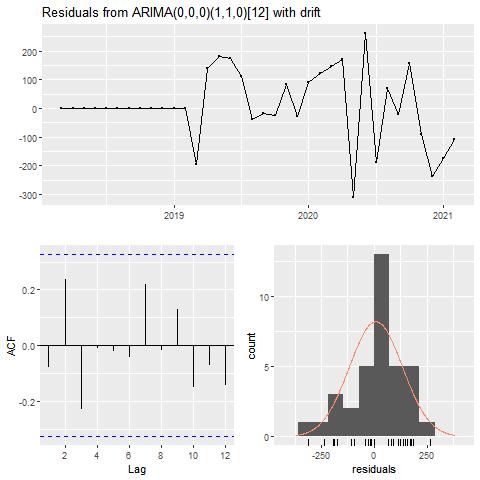 Residuals from ARIMA(0,0,0)(1,1,0)[12] with drift
200
100
0
-100
-200
-300
2019
2020
2021
ACF
0.2
0.0
-0.2
2 4 6 8 10 12
Lag
count
10
5
0
-250 0 250
residuals